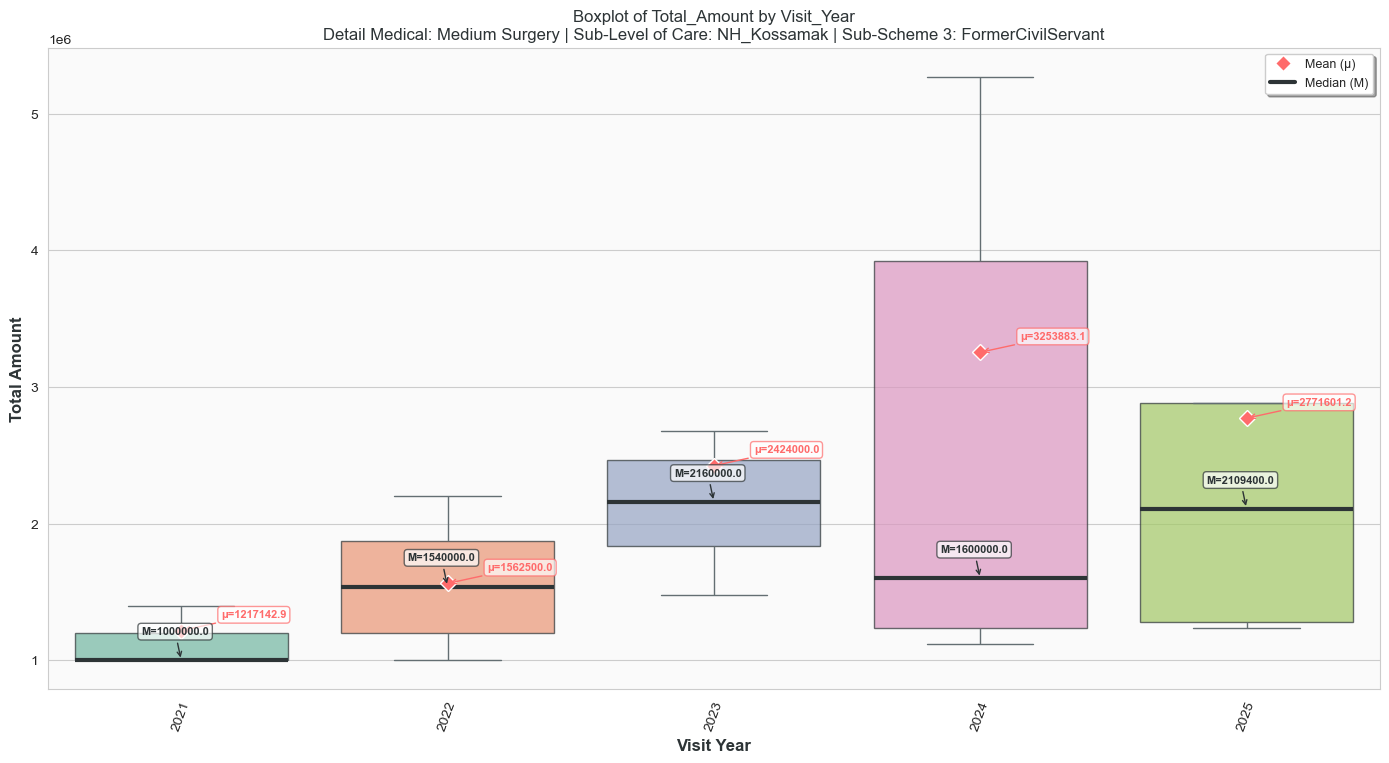 Boxplot of Total_Amount by Visit_Year
Detail Medical: Medium Surgery | Sub-Level of Care: NH_Kossamak | Sub-Scheme 3: FormerCivilServant
1e6
Mean (μ)
Median (M)
5
4
3
2
1
Total Amount
μ=3253883.1
μ=2771601.2
μ=2424000.0
M=2160000.0
M=2109400.0
M=1540000.0
μ=1562500.0
M=1600000.0
μ=1217142.9
M=1000000.0
2021
2022
2023
2024
2025
Visit Year